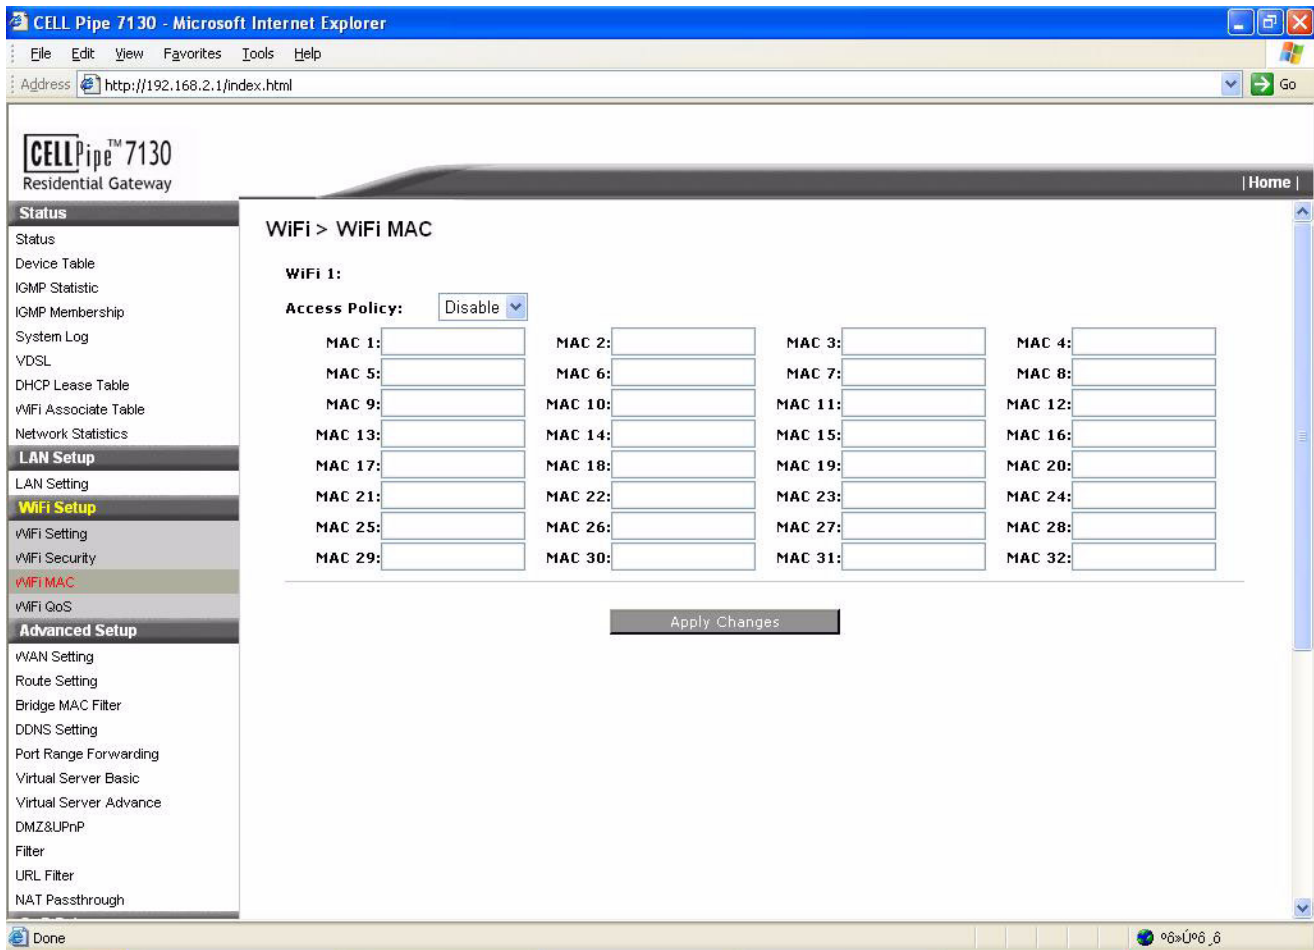 CELL Pipe 7130 - Microsoft Internet Explorer
File Edit View Favorites Tools Help
Address http://192.168.2.1/index.html Go
CELLPipe™ 7130
Residential Gateway
| Home |
Status
Status
Device Table
IGMP Statistic
IGMP Membership
System Log
VDSL
DHCP Lease Table
WiFi Associate Table
Network Statistics
LAN Setup
LAN Setting
WiFi Setup
WiFi Setting
WiFi Security
WiFi MAC
WiFi QoS
Advanced Setup
WAN Setting
Route Setting
Bridge MAC Filter
DDNS Setting
Port Range Forwarding
Virtual Server Basic
Virtual Server Advance
DMZ&UPnP
Filter
URL Filter
NAT Passthrough
WiFi > WiFi MAC
WiFi 1:
Access Policy: Disable
MAC 1: MAC 2: MAC 3: MAC 4:
MAC 5: MAC 6: MAC 7: MAC 8:
MAC 9: MAC 10: MAC 11: MAC 12:
MAC 13: MAC 14: MAC 15: MAC 16:
MAC 17: MAC 18: MAC 19: MAC 20:
MAC 21: MAC 22: MAC 23: MAC 24:
MAC 25: MAC 26: MAC 27: MAC 28:
MAC 29: MAC 30: MAC 31: MAC 32:
Apply Changes
Done